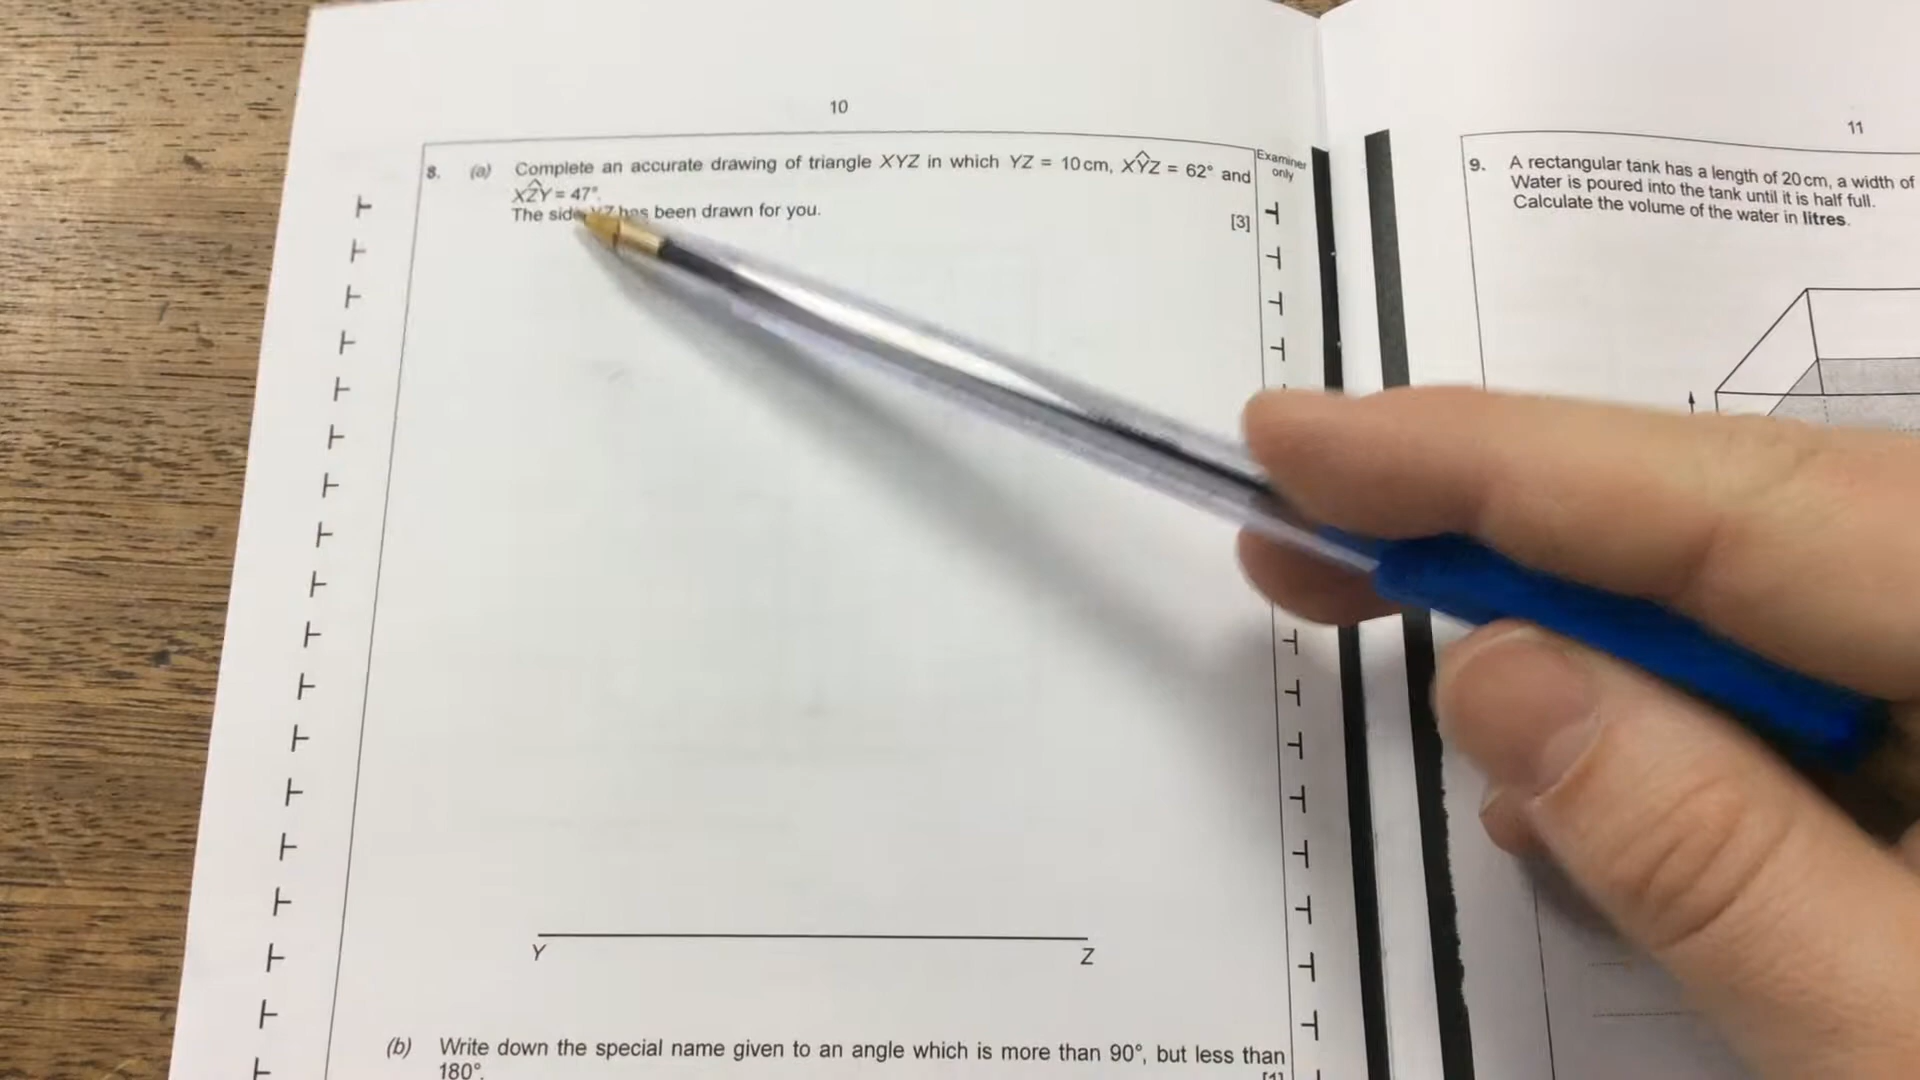 10
8. (a) Complete an accurate drawing of triangle XYZ in which YZ = 10 cm, XŶZ = 62° and
XẐY = 47°.
The side YZ has been drawn for you.
[3]
Examiner
only
Y
Z
(b) Write down the special name given to an angle which is more than 90°, but less than
180°.
[1]
11
9. A rectangular tank has a length of 20 cm, a width of
Water is poured into the tank until it is half full.
Calculate the volume of the water in litres.